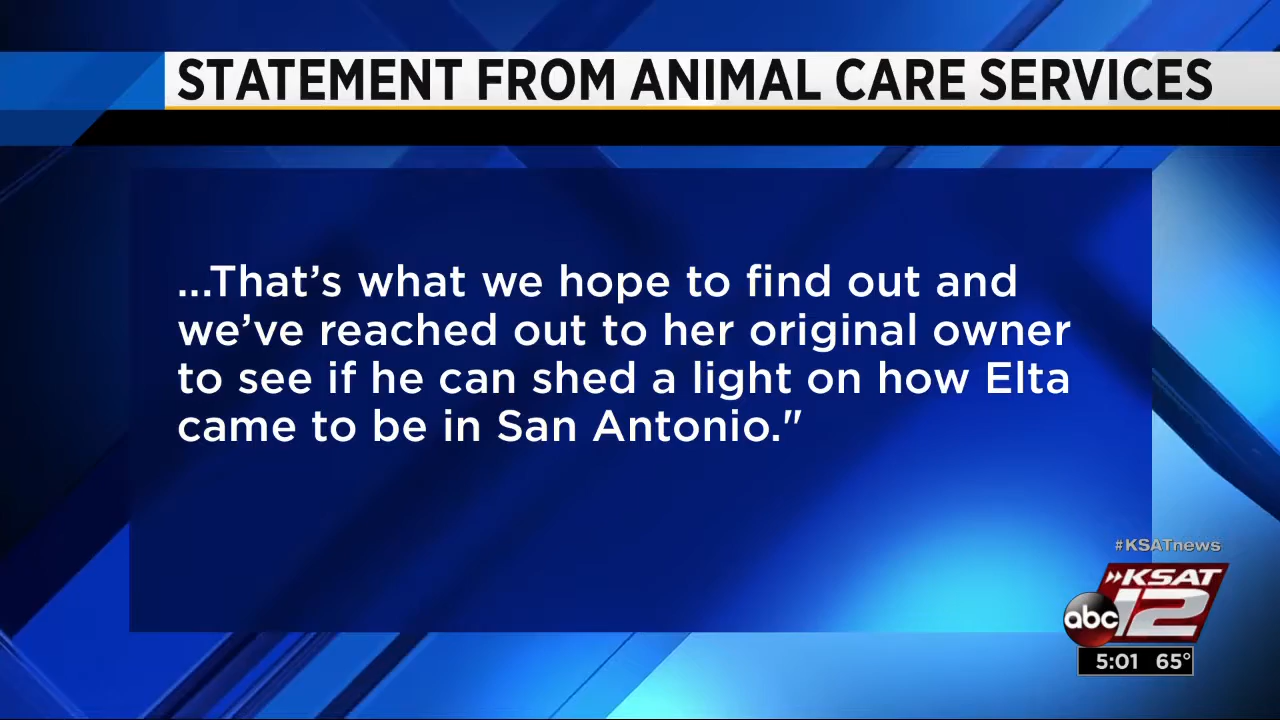 STATEMENT FROM ANIMAL CARE SERVICES
...That’s what we hope to find out and
we’ve reached out to her original owner
to see if he can shed a light on how Elta
came to be in San Antonio."
#KSATnews
KSAT
abc 12
5:01 65°